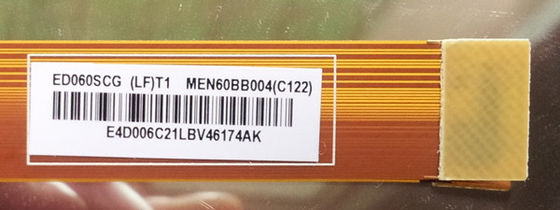 ED060SCG (LF)T1 MEN60BB004(C122)
E4D006C21LBV46174AK